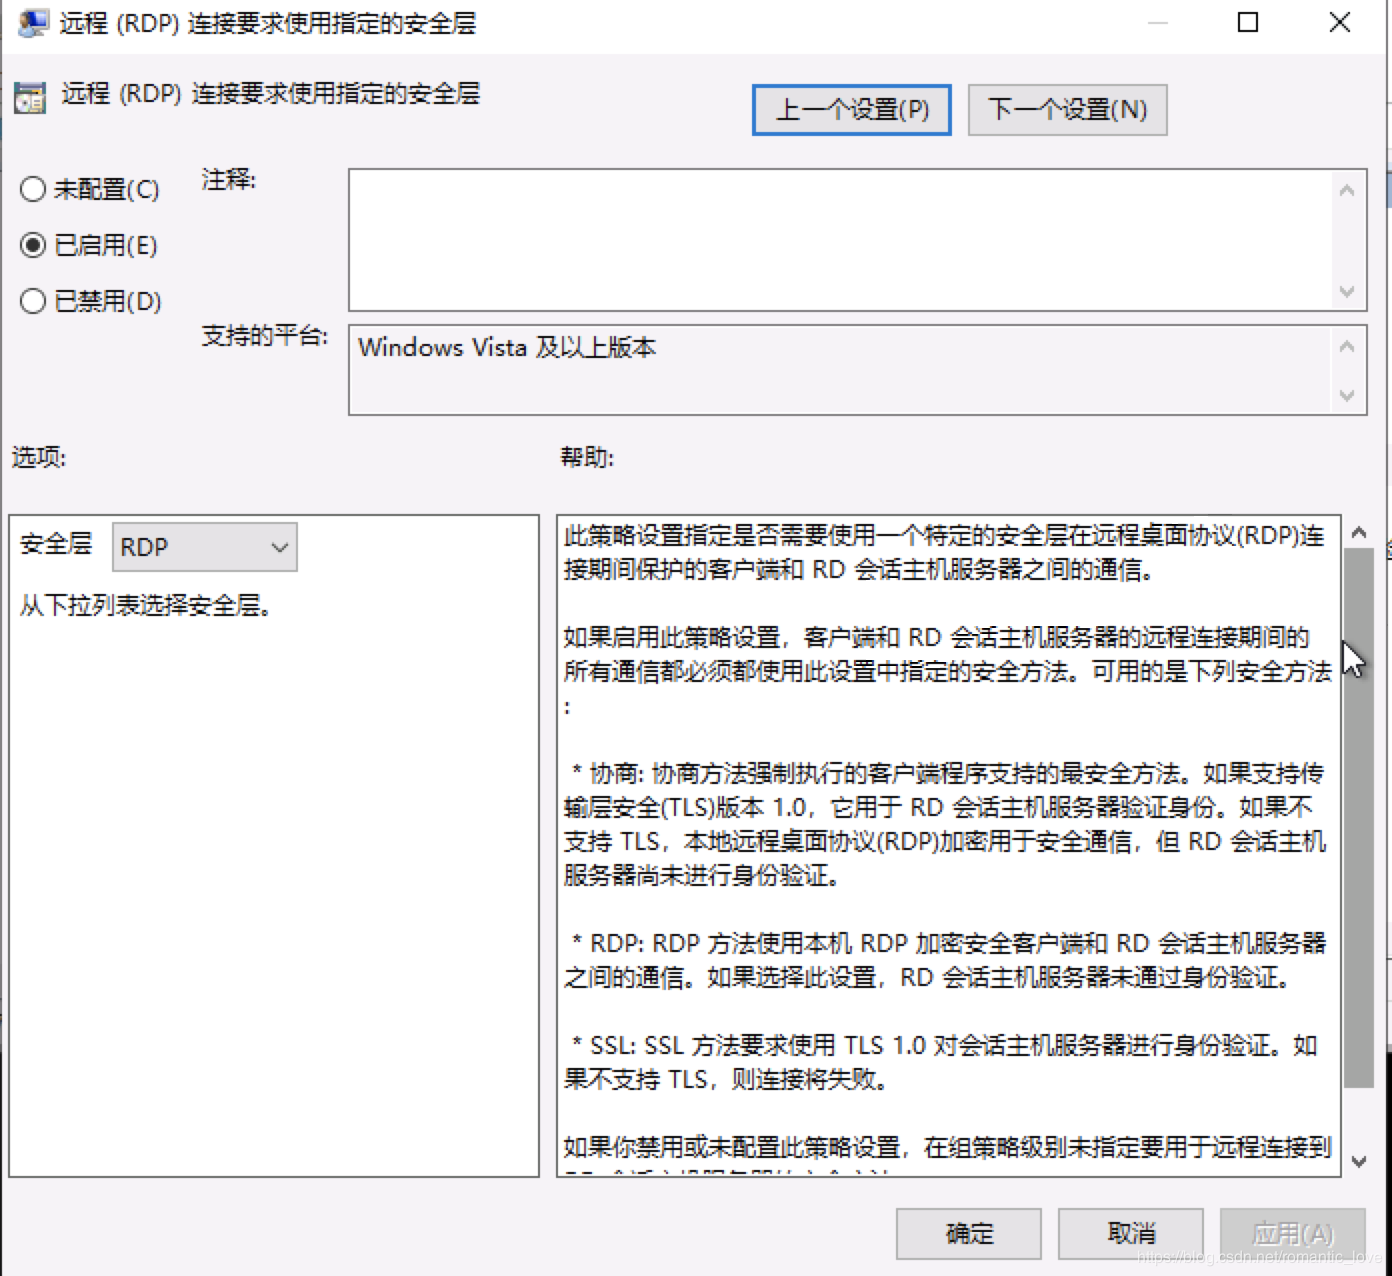 远程 (RDP) 连接要求使用指定的安全层
远程 (RDP) 连接要求使用指定的安全层
上一个设置(P)
下一个设置(N)
未配置(C)
注释:
已启用(E)
已禁用(D)
支持的平台:
Windows Vista 及以上版本
选项:
帮助:
安全层
RDP
从下拉列表选择安全层。
此策略设置指定是否需要使用一个特定的安全层在远程桌面协议(RDP)连
接期间保护的客户端和 RD 会话主机服务器之间的通信。
如果启用此策略设置，客户端和 RD 会话主机服务器的远程连接期间的
所有通信都必须都使用此设置中指定的安全方法。可用的是下列安全方法
:
* 协商: 协商方法强制执行的客户端程序支持的最安全方法。如果支持传
输层安全(TLS)版本 1.0，它用于 RD 会话主机服务器验证身份。如果不
支持 TLS，本地远程桌面协议(RDP)加密用于安全通信，但 RD 会话主机
服务器尚未进行身份验证。
* RDP: RDP 方法使用本机 RDP 加密安全客户端和 RD 会话主机服务器
之间的通信。如果选择此设置，RD 会话主机服务器未通过身份验证。
* SSL: SSL 方法要求使用 TLS 1.0 对会话主机服务器进行身份验证。如
果不支持 TLS，则连接将失败。
如果你禁用或未配置此策略设置，在组策略级别未指定要用于远程连接到
确定
取消
应用(A)
https://blog.csdn.net/romantic_love